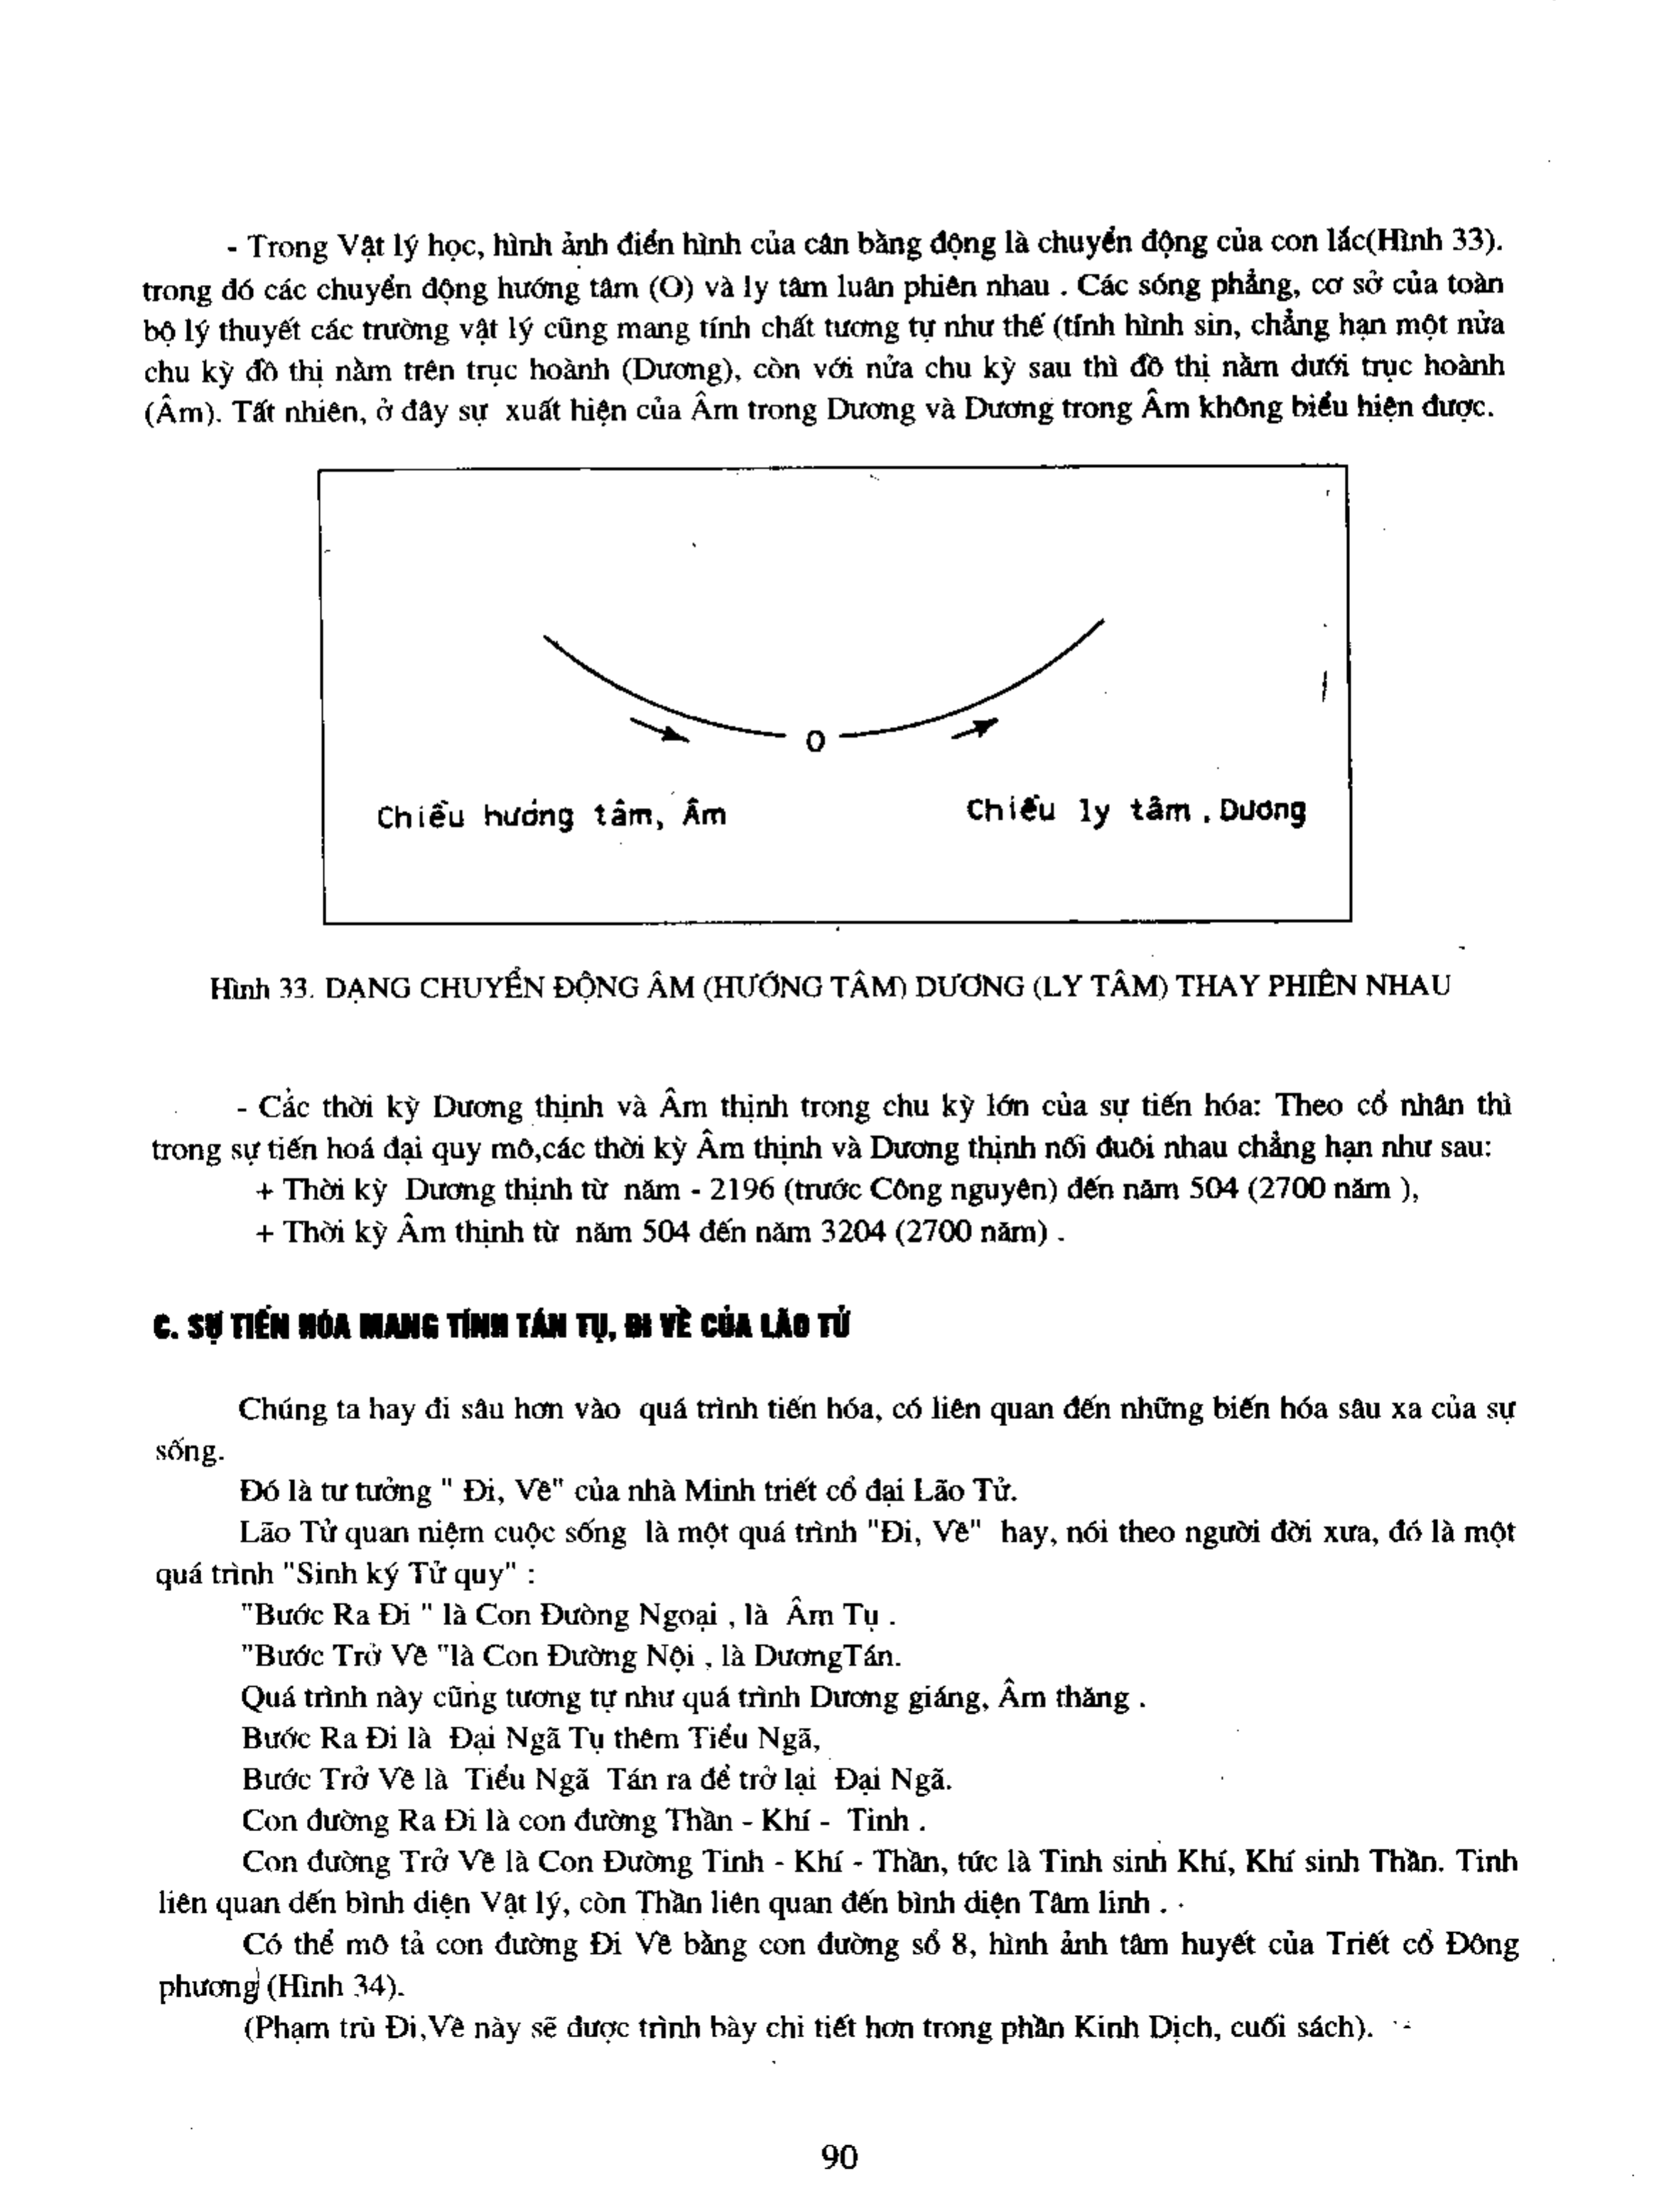 - Trong Vật lý học, hình ảnh điển hình của cân bằng động là chuyển động của con lắc(Hình 33).
trong đó các chuyển động hướng tâm (O) và ly tâm luân phiên nhau . Các sóng phẳng, cơ sở của toàn
bộ lý thuyết các trường vật lý cũng mang tính chất tương tự như thế (tính hình sin, chẳng hạn một nửa
chu kỳ đồ thị nằm trên trục hoành (Dương), còn với nửa chu kỳ sau thì đồ thị nằm dưới trục hoành
(Âm). Tất nhiên, ở đây sự xuất hiện của Âm trong Dương và Dương trong Âm không biểu hiện được.
O
Chiều hướng tâm, Âm
Chiều ly tâm , Dương
Hình 33. DẠNG CHUYỂN ĐỘNG ÂM (HƯỚNG TÂM) DƯƠNG (LY TÂM) THAY PHIÊN NHAU
- Các thời kỳ Dương thịnh và Âm thịnh trong chu kỳ lớn của sự tiến hóa: Theo cổ nhân thì
trong sự tiến hoá đại quy mô,các thời kỳ Âm thịnh và Dương thịnh nối đuôi nhau chẳng hạn như sau:
+ Thời kỳ Dương thịnh từ năm - 2196 (trước Công nguyên) đến năm 504 (2700 năm ),
+ Thời kỳ Âm thịnh từ năm 504 đến năm 3204 (2700 năm) .
C. SỰ TIẾN HÓA MANG TÍNH TÁN TỤ, ĐI VỀ CỦA LÃO TỬ
Chúng ta hay đi sâu hơn vào quá trình tiến hóa, có liên quan đến những biến hóa sâu xa của sự
sống.
Đó là tư tưởng " Đi, Về" của nhà Minh triết cổ đại Lão Tử.
Lão Tử quan niệm cuộc sống là một quá trình "Đi, Về" hay, nói theo người đời xưa, đó là một
quá trình "Sinh ký Tử quy" :
"Bước Ra Đi " là Con Đường Ngoại , là Âm Tụ .
"Bước Trở Về "là Con Đường Nội , là DươngTán.
Quá trình này cũng tương tự như quá trình Dương giáng, Âm thăng .
Bước Ra Đi là Đại Ngã Tụ thêm Tiểu Ngã,
Bước Trở Về là Tiểu Ngã Tán ra để trở lại Đại Ngã.
Con đường Ra Đi là con đường Thần - Khí - Tinh .
Con đường Trở Về là Con Đường Tinh - Khí - Thần, tức là Tinh sinh Khí, Khí sinh Thần. Tinh
liên quan đến bình diện Vật lý, còn Thần liên quan đến bình diện Tâm linh .
Có thể mô tả con đường Đi Về bằng con đường số 8, hình ảnh tâm huyết của Triết cổ Đông
phương (Hình 34).
(Phạm trù Đi,Về này sẽ được trình bày chi tiết hơn trong phần Kinh Dịch, cuối sách).
90